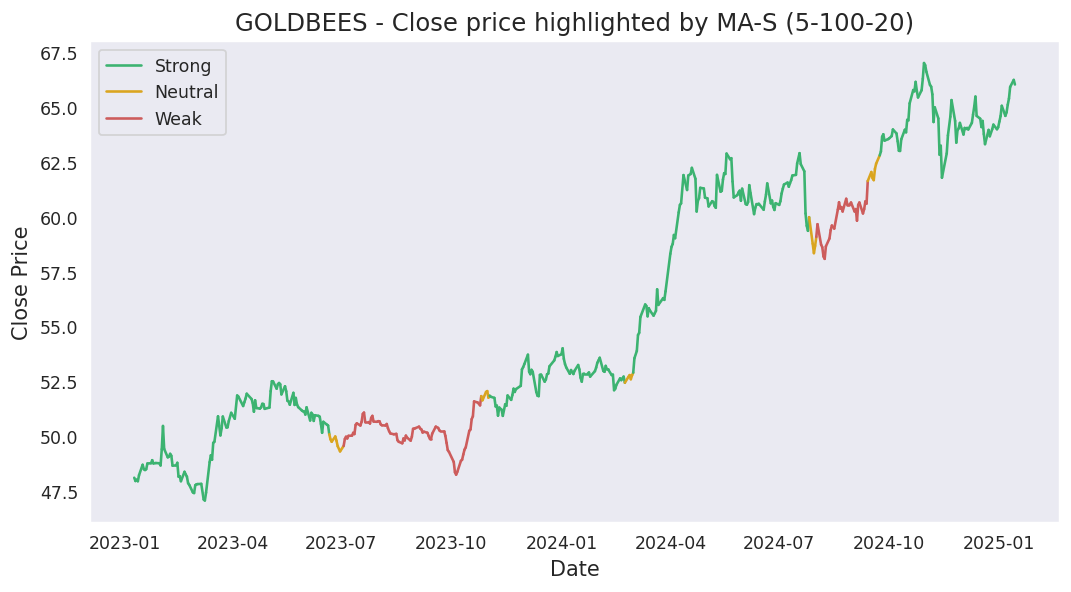 GOLDBEES - Close price highlighted by MA-S (5-100-20)
Strong
Neutral
Weak
67.5
65.0
62.5
60.0
57.5
55.0
52.5
50.0
47.5
Close Price
2023-01 2023-04 2023-07 2023-10 2024-01 2024-04 2024-07 2024-10 2025-01
Date